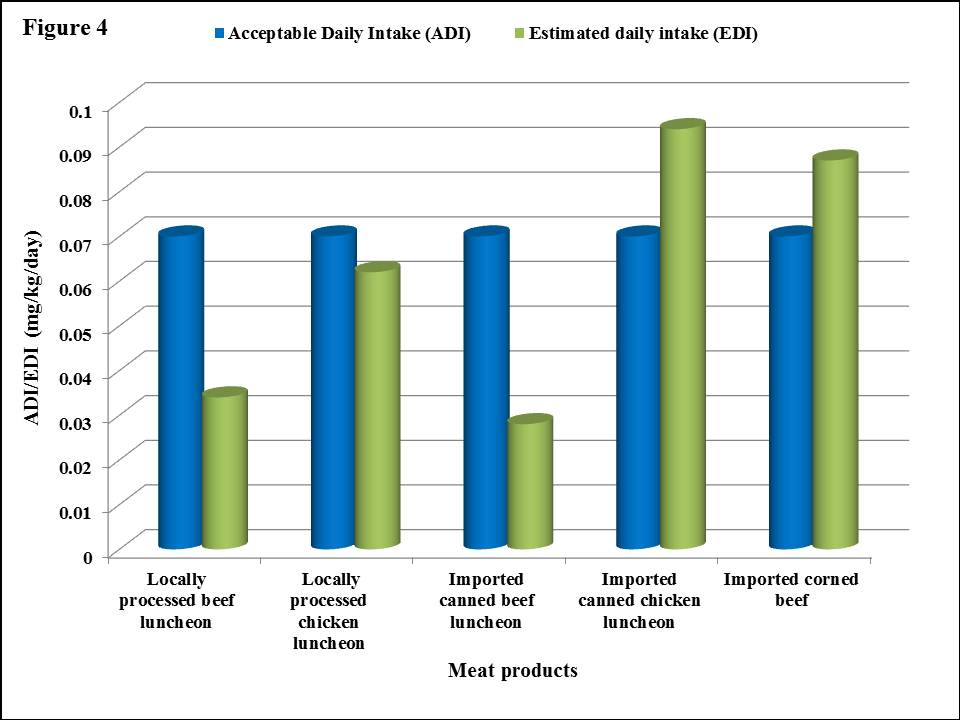 Figure 4
Acceptable Daily Intake (ADI)
Estimated daily intake (EDI)
ADI/EDI (mg/kg/day)
0.1
0.09
0.08
0.07
0.06
0.05
0.04
0.03
0.02
0.01
0
Locally
processed beef
luncheon
Locally
processed
chicken
luncheon
Imported
canned beef
luncheon
Imported
canned chicken
luncheon
Imported corned
beef
Meat products